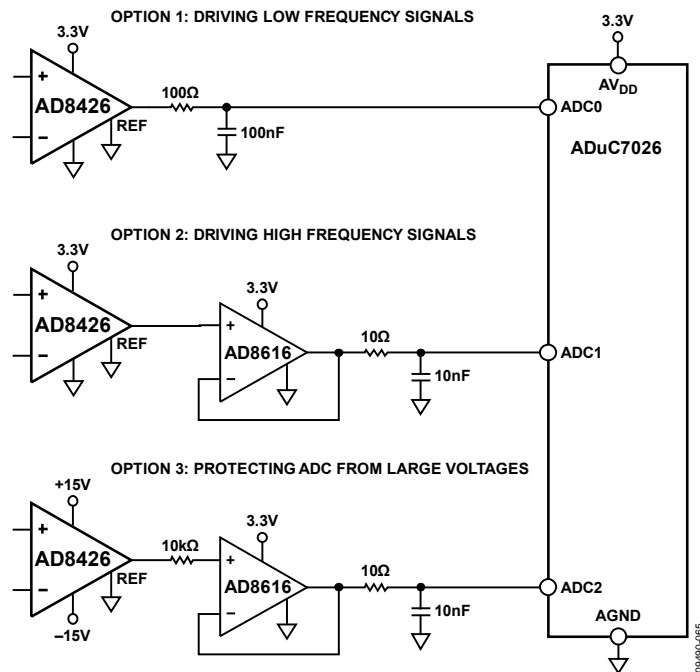 OPTION 1: DRIVING LOW FREQUENCY SIGNALS
3.3V
3.3V
AVDD
+
AD8426
−
REF
100Ω
100nF
ADC0
ADuC7026
OPTION 2: DRIVING HIGH FREQUENCY SIGNALS
3.3V
+
AD8426
−
REF
3.3V
+
AD8616
−
10Ω
10nF
ADC1
OPTION 3: PROTECTING ADC FROM LARGE VOLTAGES
+15V
+
AD8426
−
REF
−15V
10kΩ
3.3V
+
AD8616
−
10Ω
10nF
ADC2
AGND